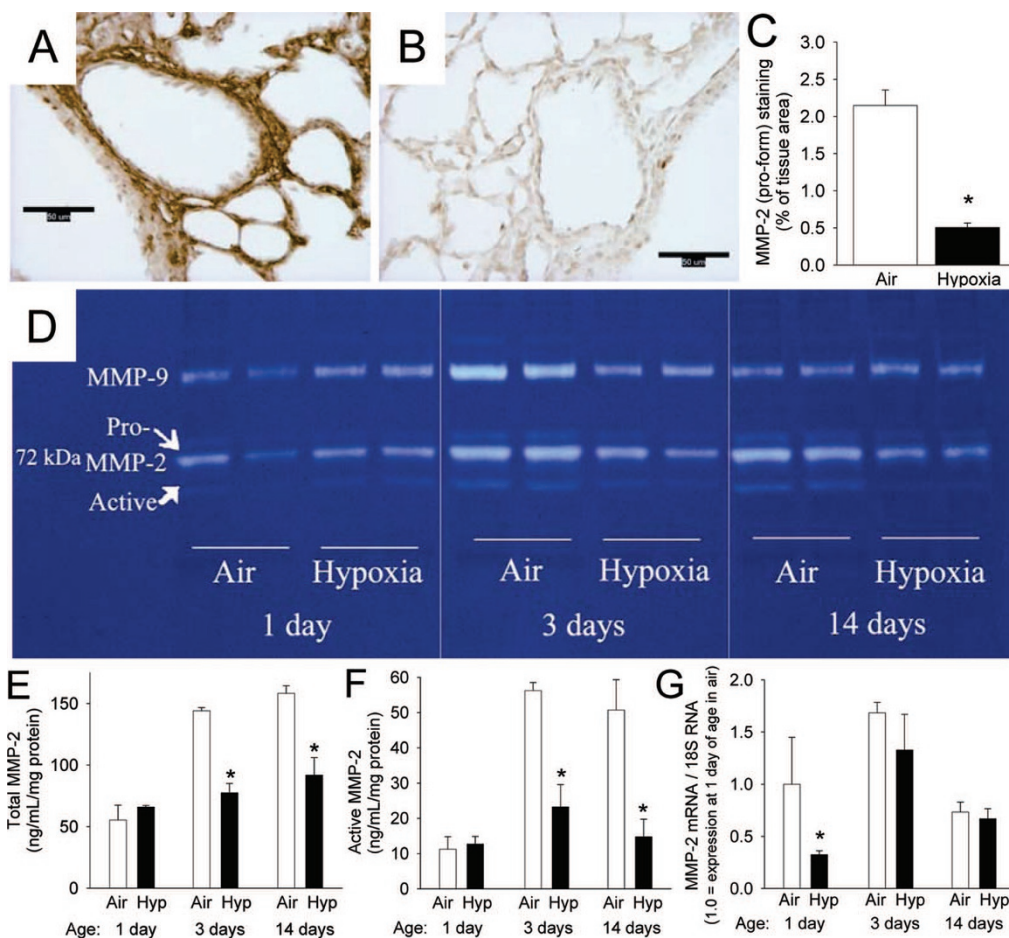 A
50 um
B
50 um
C
MMP-2 (pro-form) staining
(% of tissue area)
3.0
2.5
2.0
1.5
1.0
0.5
0.0
*
Air Hypoxia
D
MMP-9
Pro-
72 kDa MMP-2
Active
Air Hypoxia Air Hypoxia Air Hypoxia
1 day 3 days 14 days
E
Total MMP-2
(ng/mL/mg protein)
150
100
50
0
* *
Air Hyp Air Hyp Air Hyp
Age: 1 day 3 days 14 days
F
Active MMP-2
(ng/mL/mg protein)
60
50
40
30
20
10
0
* *
Air Hyp Air Hyp Air Hyp
Age: 1 day 3 days 14 days
G
MMP-2 mRNA / 18S RNA
(1.0 = expression at 1 day of age in air)
2.0
1.5
1.0
0.5
0.0
*
Air Hyp Air Hyp Air Hyp
Age: 1 day 3 days 14 days